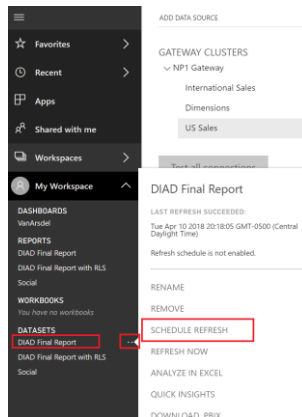 ADD DATA SOURCE
GATEWAY CLUSTERS
NP1 Gateway
International Sales
Dimensions
US Sales
Test all connections
Favorites
Recent
Apps
Shared with me
Workspaces
My Workspace
DASHBOARDS
VanArsdel
REPORTS
DIAD Final Report
DIAD Final Report with RLS
Social
WORKBOOKS
You have no workbooks
DATASETS
DIAD Final Report
DIAD Final Report with RLS
Social
DIAD Final Report
LAST REFRESH SUCCEEDED:
Tue Apr 10 2018 20:18:05 GMT-0500 (Central
Daylight Time)
Refresh schedule is not enabled.
RENAME
REMOVE
SCHEDULE REFRESH
REFRESH NOW
ANALYZE IN EXCEL
QUICK INSIGHTS
DOWNLOAD .PBIX